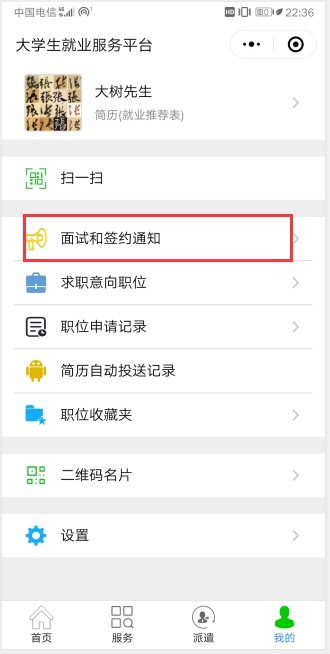 中国电信 22:36
大学生就业服务平台
大树先生
简历(就业推荐表)
扫一扫
面试和签约通知
求职意向职位
职位申请记录
简历自动投送记录
职位收藏夹
二维码名片
设置
首页 服务 派遣 我的